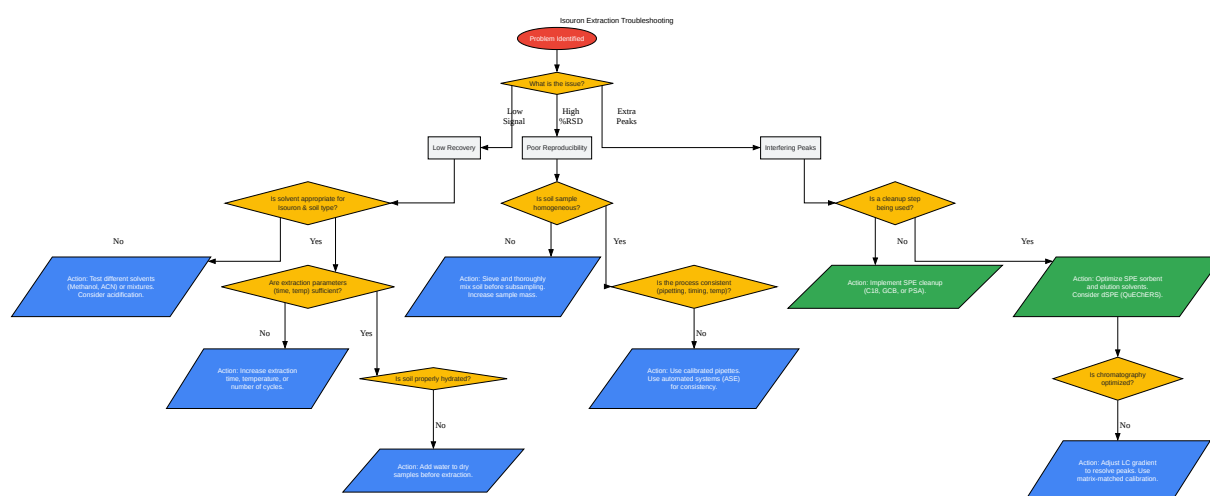 Isouron Extraction Troubleshooting
Problem Identified
What is the issue?
Low
Signal
High
%RSD
Extra
Peaks
Low Recovery
Poor Reproducibility
Interfering Peaks
Is solvent appropriate for
Isouron & soil type?
Is soil sample
homogeneous?
Is a cleanup step
being used?
No
Yes
No
Yes
No
Yes
Action: Test different solvents
(Methanol, ACN) or mixtures.
Consider acidification.
Are extraction parameters
(time, temp) sufficient?
Action: Sieve and thoroughly
mix soil before subsampling.
Increase sample mass.
Is the process consistent
(pipetting, timing, temp)?
Action: Implement SPE cleanup
(C18, GCB, or PSA).
Action: Optimize SPE sorbent
and elution solvents.
Consider dSPE (QuEChERS).
No
Yes
No
Action: Increase extraction
time, temperature, or
number of cycles.
Is soil properly hydrated?
Action: Use calibrated pipettes.
Use automated systems (ASE)
for consistency.
Is chromatography
optimized?
No
No
Action: Add water to dry
samples before extraction.
Action: Adjust LC gradient
to resolve peaks. Use
matrix-matched calibration.